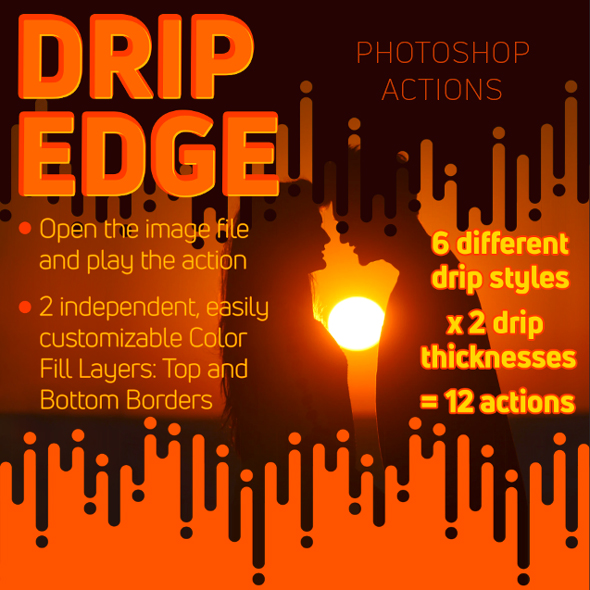 DRIP
EDGE
PHOTOSHOP
ACTIONS
Open the image file
and play the action
2 independent, easily
customizable Color
Fill Layers: Top and
Bottom Borders
6 different
drip styles
x 2 drip
thicknesses
= 12 actions